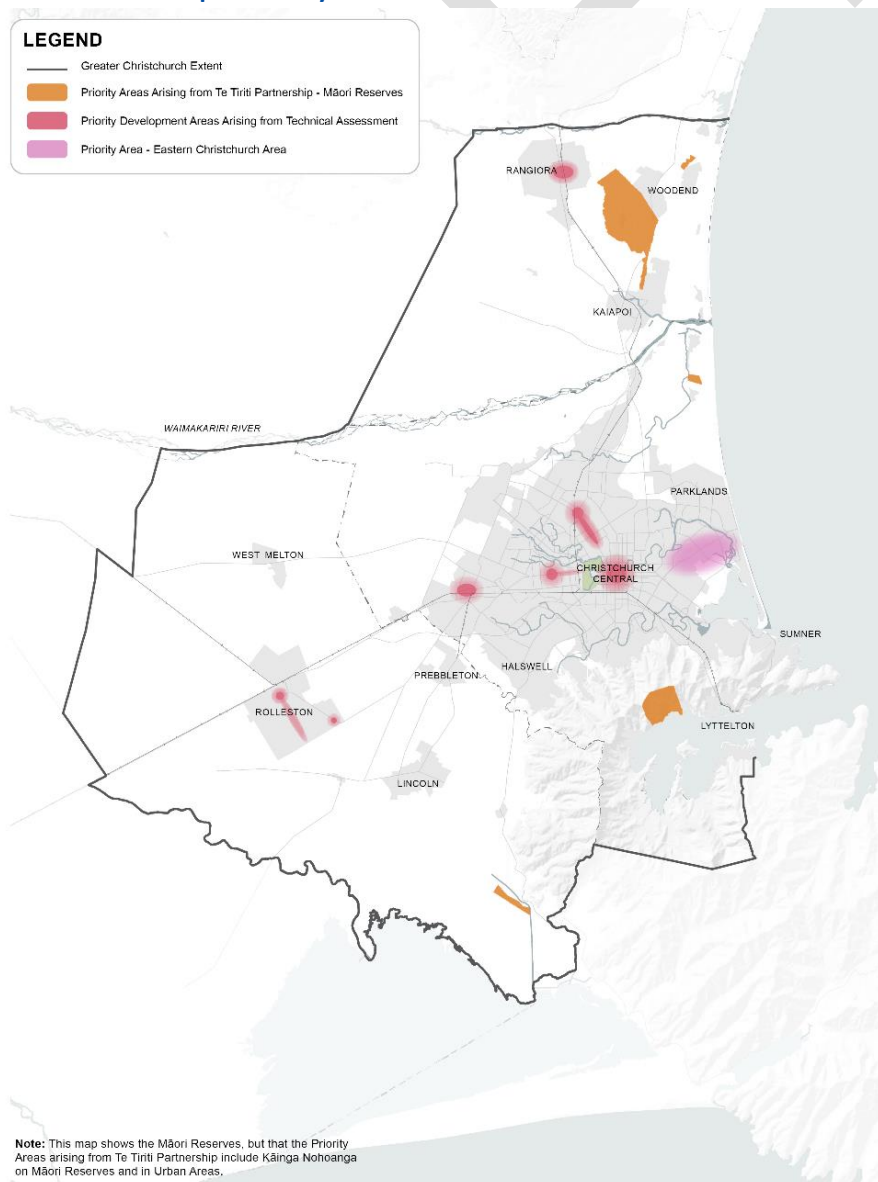 LEGEND
Greater Christchurch Extent
Priority Areas Arising from Te Tiriti Partnership - Māori Reserves
Priority Development Areas Arising from Technical Assessment
Priority Area - Eastern Christchurch Area
RANGIORA
WOODEND
KAIAPOI
WAIMAKARIRI RIVER
PARKLANDS
WEST MELTON
CHRISTCHURCH
CENTRAL
SUMNER
HALSWELL
PREBBLETON
ROLLESTON
LYTTELTON
LINCOLN
Note: This map shows the Māori Reserves, but that the Priority
Areas arising from Te Tiriti Partnership include Kāinga Nohoanga
on Māori Reserves and in Urban Areas.